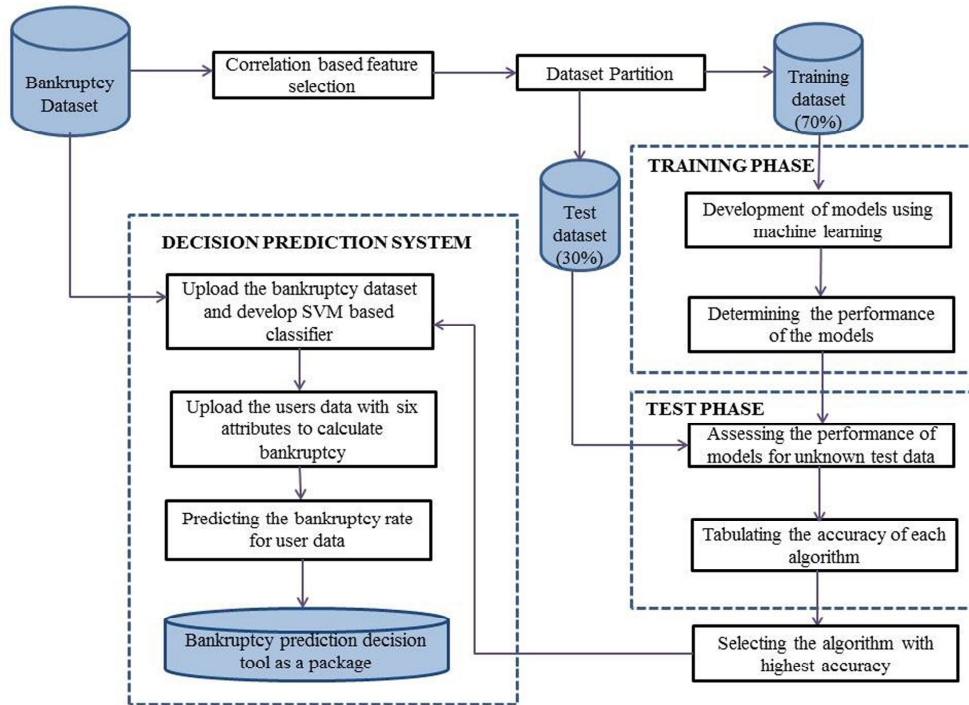 Bankruptcy
Dataset
Correlation based feature
selection
Dataset Partition
Training
dataset
(70%)
Test
dataset
(30%)
TRAINING PHASE
Development of models using
machine learning
Determining the performance
of the models
TEST PHASE
Assessing the performance of
models for unknown test data
Tabulating the accuracy of each
algorithm
Selecting the algorithm with
highest accuracy
DECISION PREDICTION SYSTEM
Upload the bankruptcy dataset
and develop SVM based
classifier
Upload the users data with six
attributes to calculate
bankruptcy
Predicting the bankruptcy rate
for user data
Bankruptcy prediction decision
tool as a package